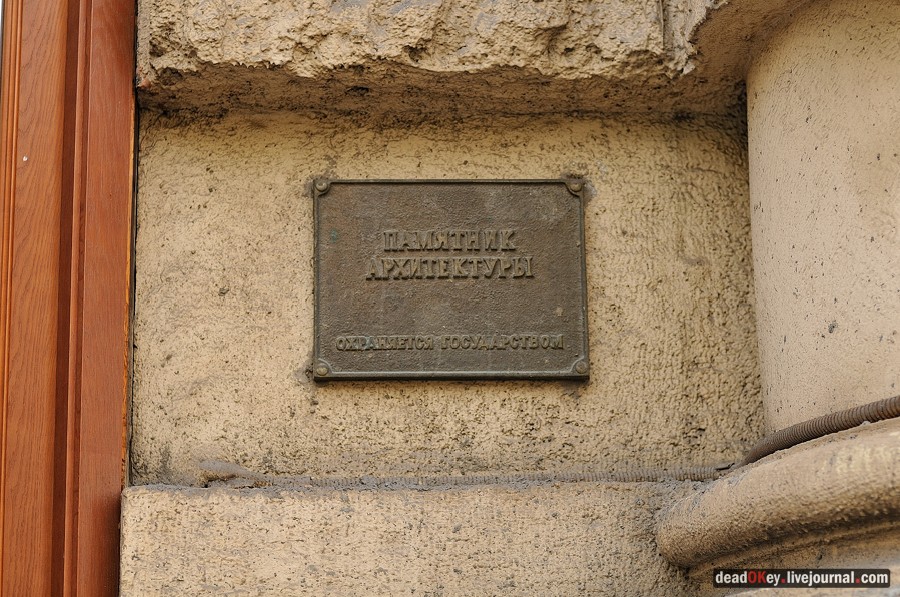 ПАМЯТНИК
АРХИТЕКТУРЫ
ОХРАНЯЕТСЯ ГОСУДАРСТВОМ
deadOKey.livejournal.com